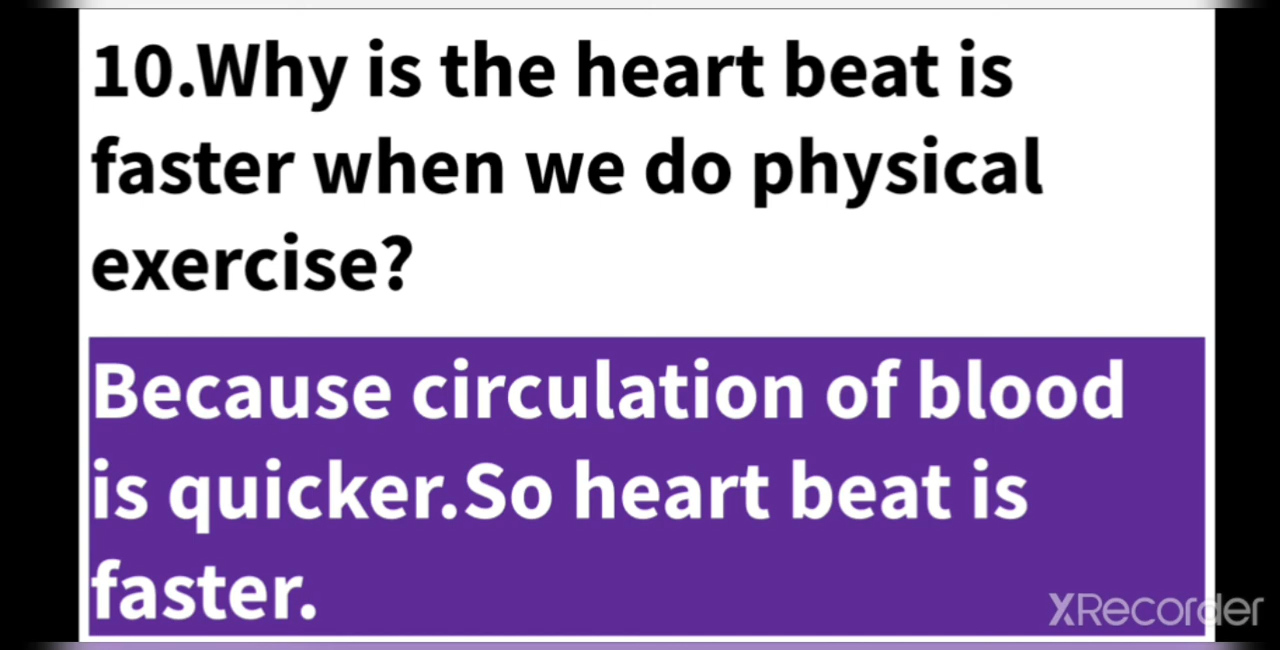 10.Why is the heart beat is
faster when we do physical
exercise?
Because circulation of blood
is quicker.So heart beat is
faster.
XRecorder